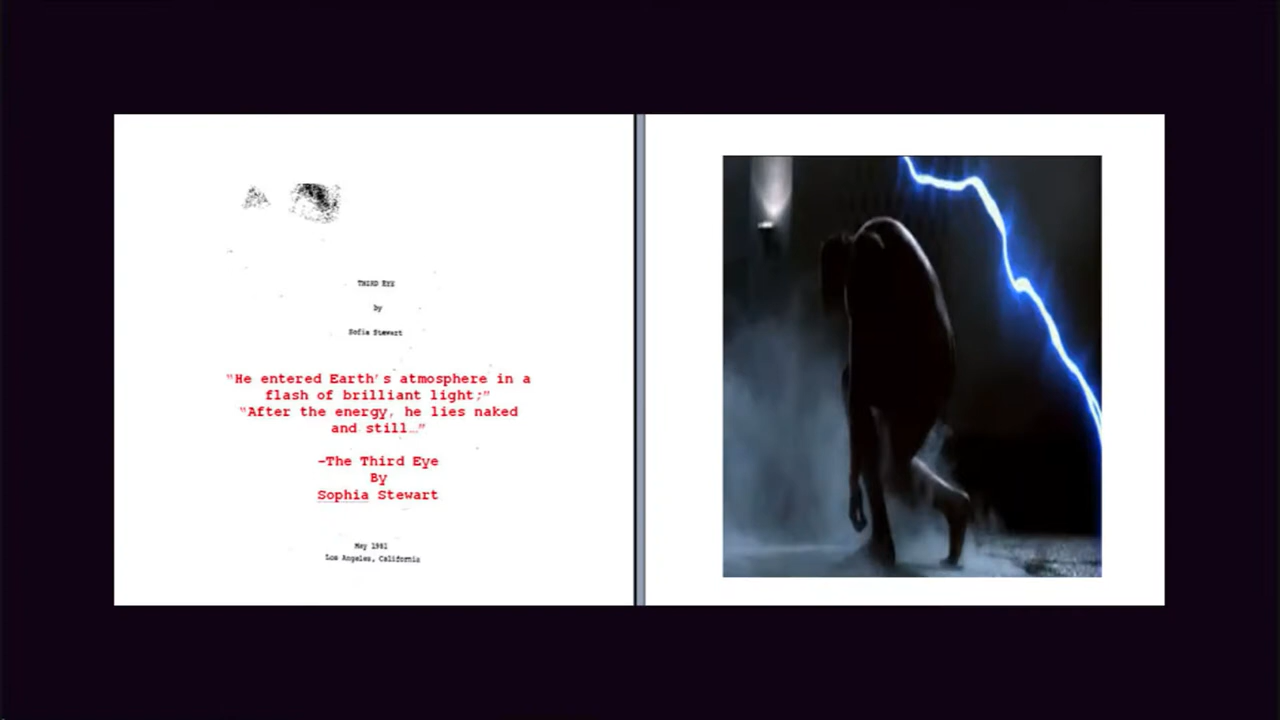 THIRD EYE
by
Sofia Stewart
"He entered Earth's atmosphere in a
flash of brilliant light;"
"After the energy, he lies naked
and still…"
-The Third Eye
By
Sophia Stewart
May 1981
Los Angeles, California